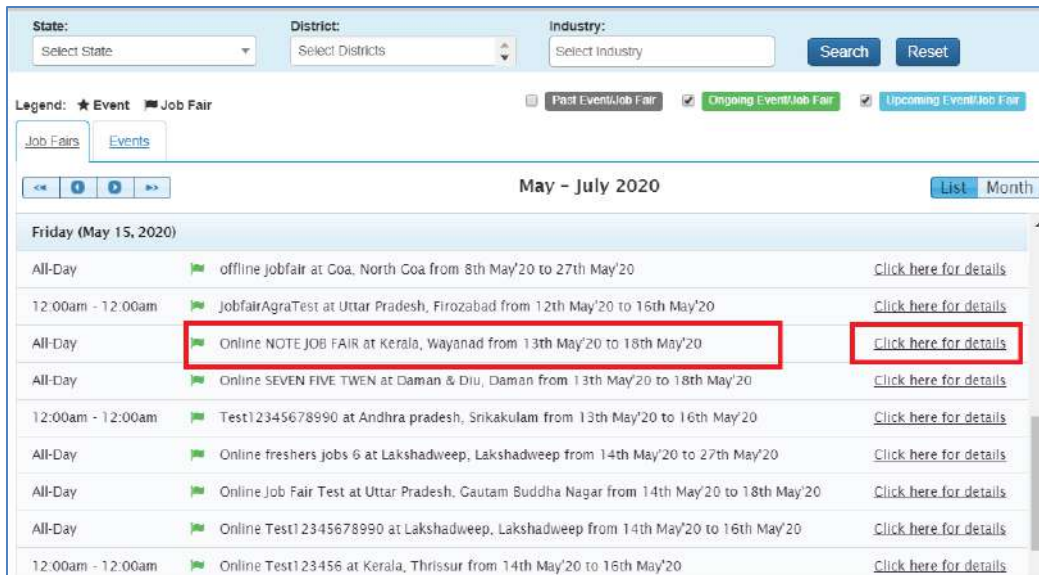 State: District: Industry:
Select State Select Districts Select Industry Search Reset
Legend: ★ Event Job Fair Past Event/Job Fair Ongoing Event/Job Fair Upcoming Event/Job Fair
Job Fairs Events
May - July 2020 List Month
Friday (May 15, 2020)
All-Day offline jobfair at Goa, North Goa from 8th May'20 to 27th May'20 Click here for details
12:00am - 12:00am JobfairAgraTest at Uttar Pradesh, Firozabad from 12th May'20 to 16th May'20 Click here for details
All-Day Online NOTE JOB FAIR at Kerala, Wayanad from 13th May'20 to 18th May'20 Click here for details
All-Day Online SEVEN FIVE TWEN at Daman & Diu, Daman from 13th May'20 to 18th May'20 Click here for details
12:00am - 12:00am Test12345678990 at Andhra pradesh, Srikakulam from 13th May'20 to 16th May'20 Click here for details
All-Day Online freshers jobs 6 at Lakshadweep, Lakshadweep from 14th May'20 to 27th May'20 Click here for details
All-Day Online Job Fair Test at Uttar Pradesh, Gautam Buddha Nagar from 14th May'20 to 18th May'20 Click here for details
All-Day Online Test12345678990 at Lakshadweep, Lakshadweep from 14th May'20 to 16th May'20 Click here for details
12:00am - 12:00am Online Test123456 at Kerala, Thrissur from 14th May'20 to 16th May'20 Click here for details